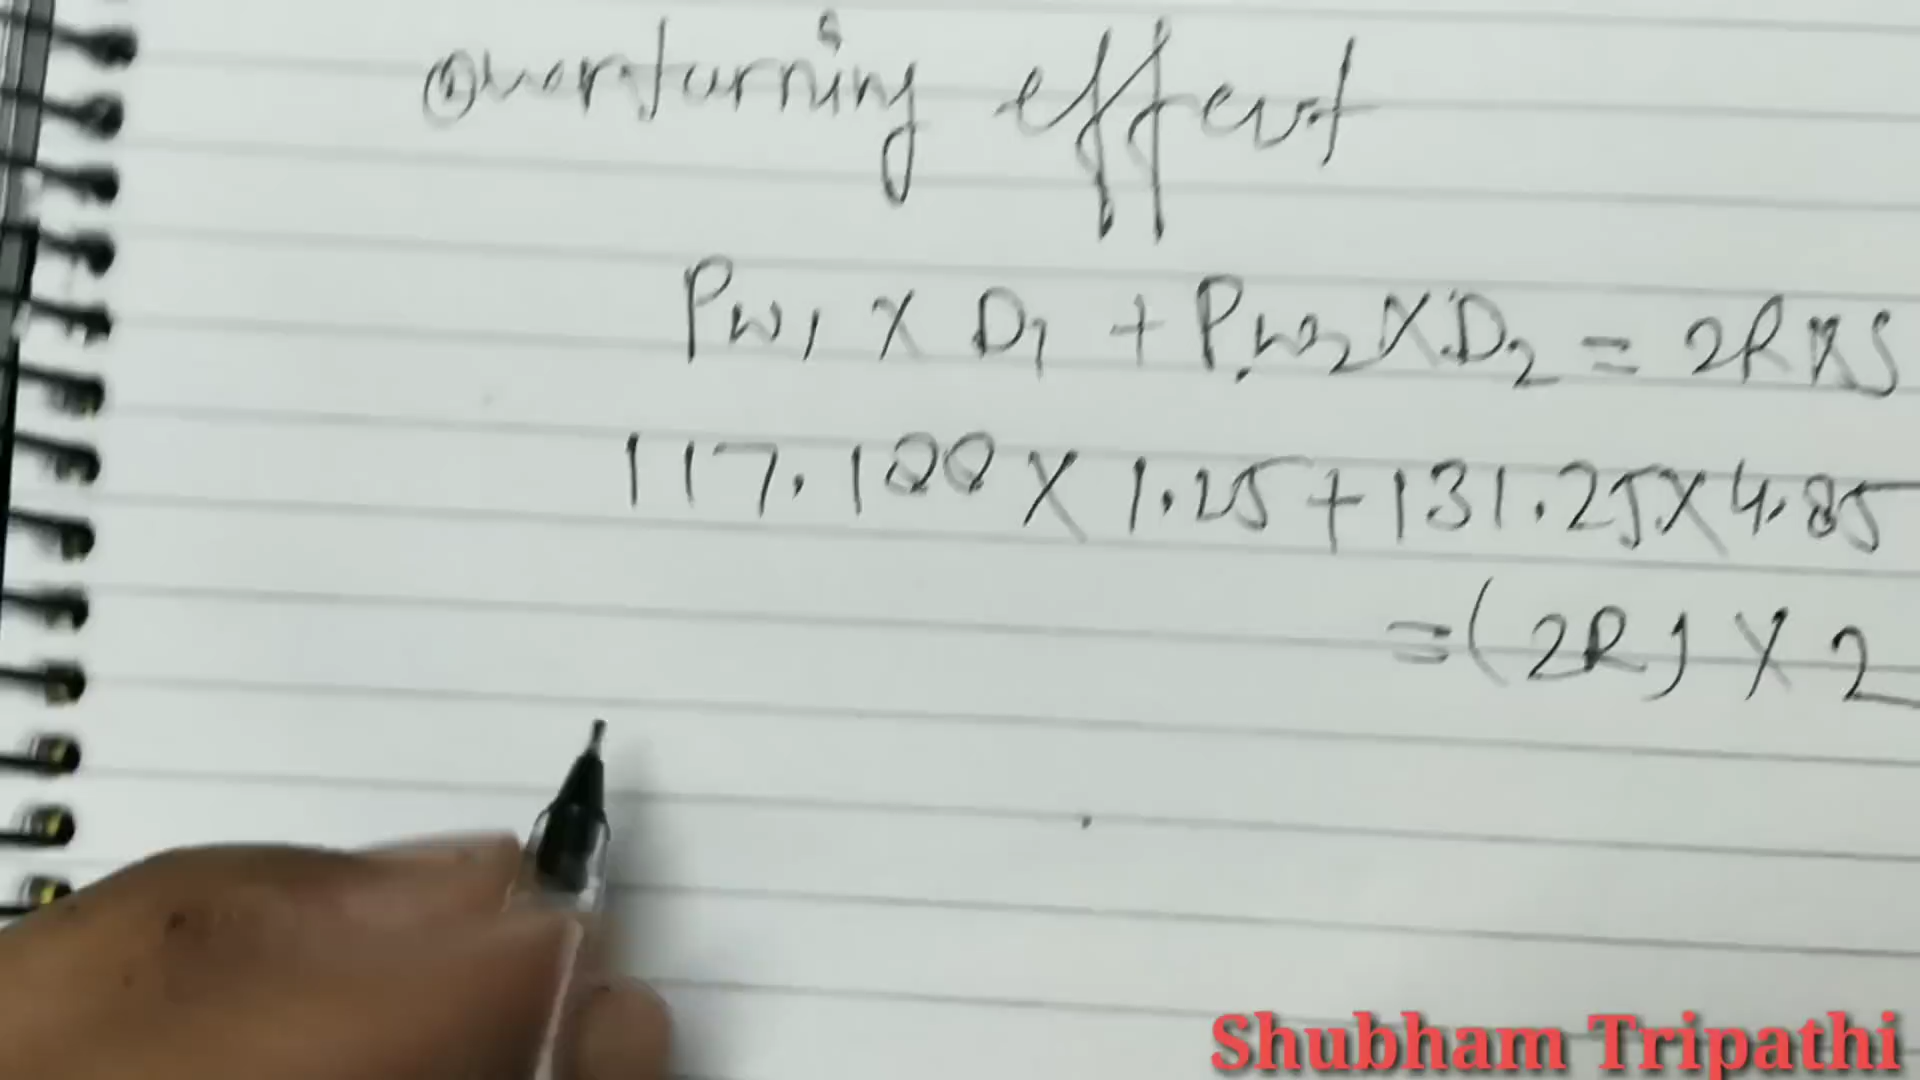 Overturning effect
Pw1 X D1 + Pw2 X D2 = 2R X S
117.100 X 1.25 + 131.25 X 4.85
= (2R) X 2
Shubham Tripathi